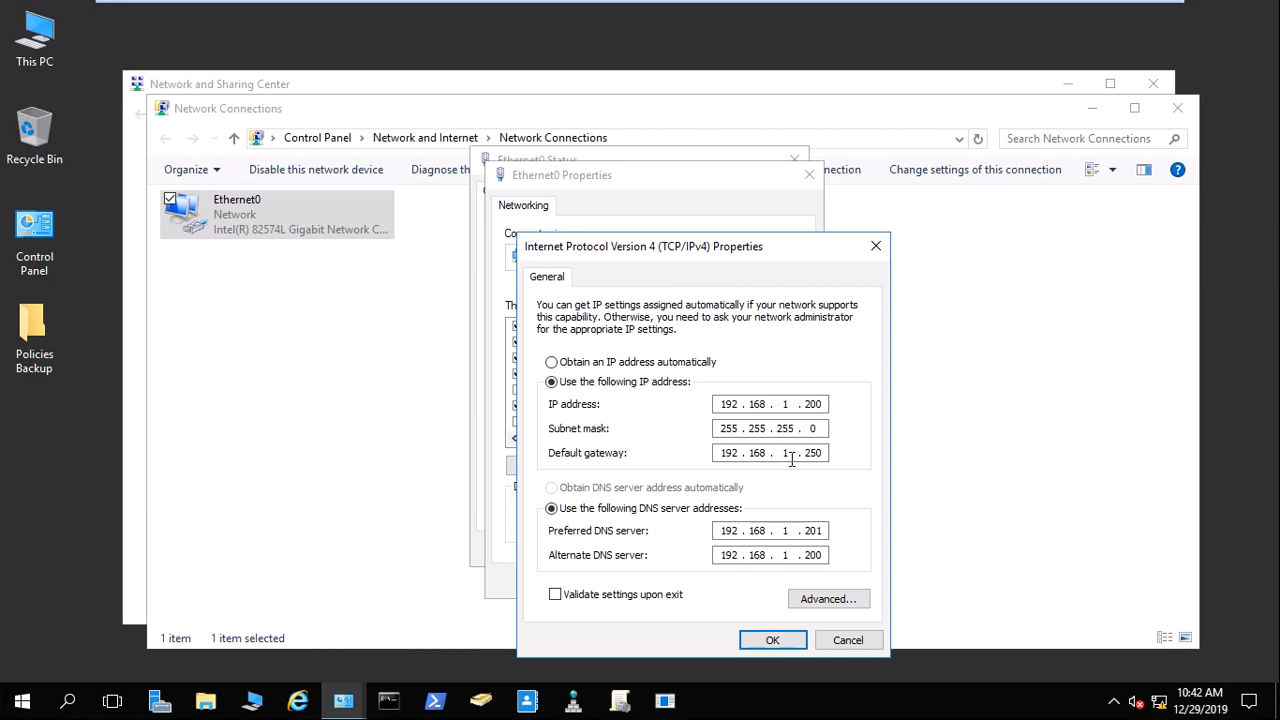 This PC
Recycle Bin
Control
Panel
Policies
Backup
Network and Sharing Center
Network Connections
Control Panel > Network and Internet > Network Connections
Search Network Connections
Organize
Disable this network device
Diagnose th
onnection
Change settings of this connection
Ethernet0
Network
Intel(R) 82574L Gigabit Network C...
Ethernet0 Status
Ethernet0 Properties
Networking
Internet Protocol Version 4 (TCP/IPv4) Properties
General
You can get IP settings assigned automatically if your network supports
this capability. Otherwise, you need to ask your network administrator
for the appropriate IP settings.
Obtain an IP address automatically
Use the following IP address:
IP address: 192 . 168 . 1 . 200
Subnet mask: 255 . 255 . 255 . 0
Default gateway: 192 . 168 . 1 . 250
Obtain DNS server address automatically
Use the following DNS server addresses:
Preferred DNS server: 192 . 168 . 1 . 201
Alternate DNS server: 192 . 168 . 1 . 200
Validate settings upon exit
Advanced...
OK
Cancel
1 item
1 item selected
10:42 AM
12/29/2019